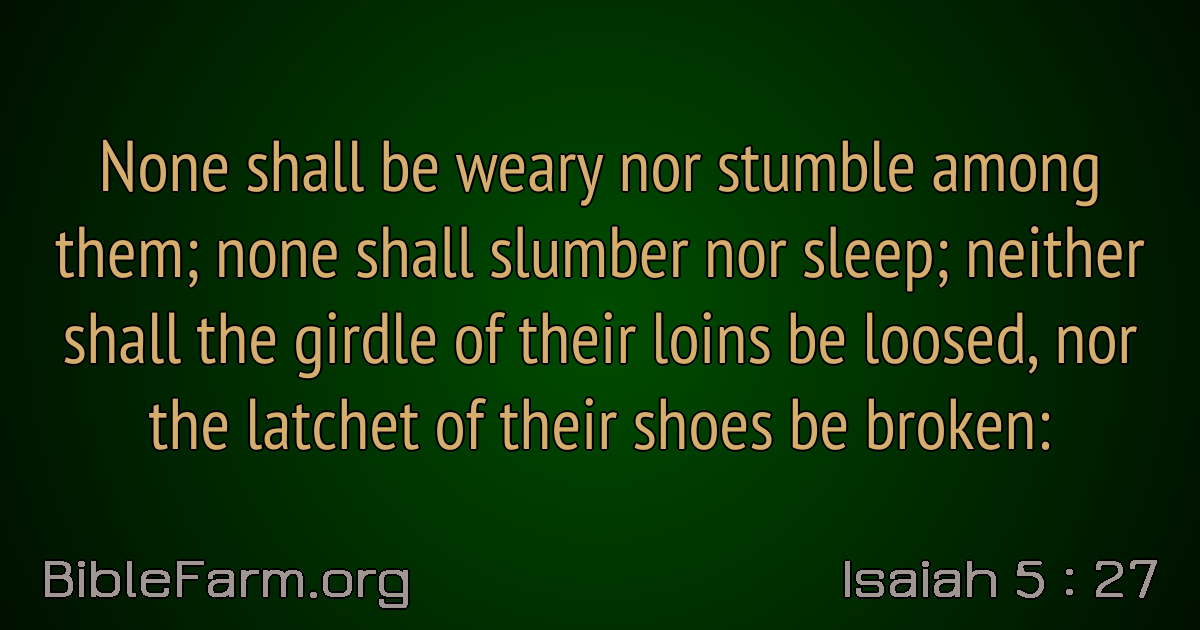 None shall be weary nor stumble among
them; none shall slumber nor sleep; neither
shall the girdle of their loins be loosed, nor
the latchet of their shoes be broken:
BibleFarm.org
Isaiah 5 : 27